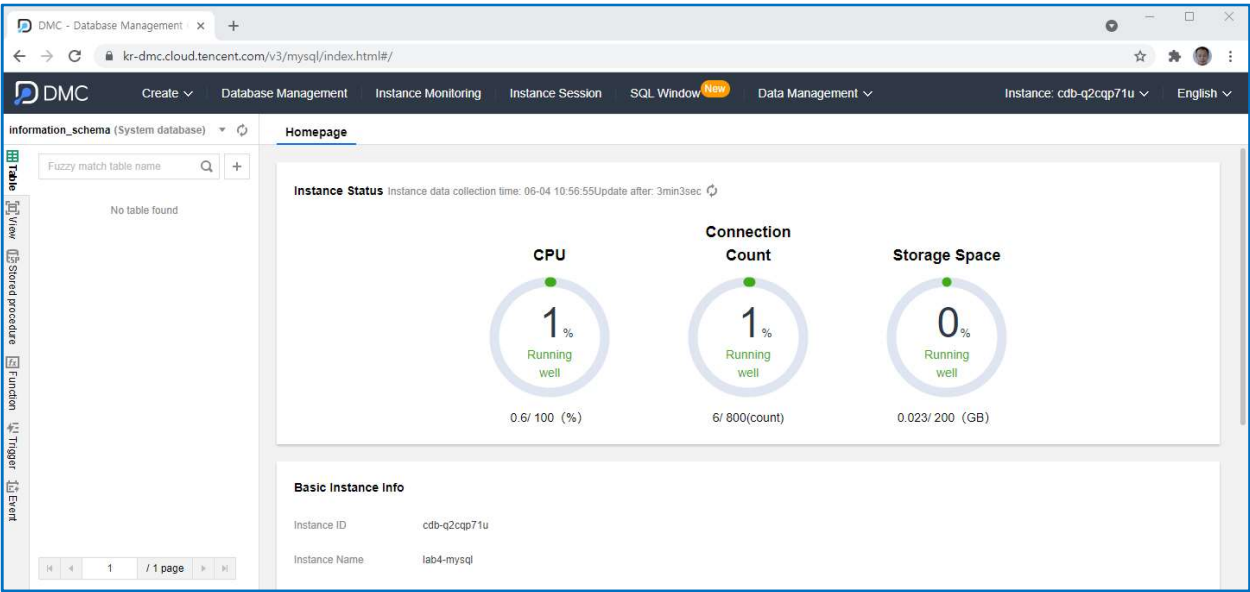 DMC - Database Management
kr-dmc.cloud.tencent.com/v3/mysql/index.html#/
DMC Create Database Management Instance Monitoring Instance Session SQL Window New Data Management Instance: cdb-q2cqp71u English
information_schema (System database)
Homepage
Table
View
Stored procedure
Function
Trigger
Event
Fuzzy match table name
No table found
1 / 1 page
Instance Status Instance data collection time: 06-04 10:56:55Update after: 3min3sec
CPU
1%
Running
well
0.6/ 100 (%)
Connection
Count
1%
Running
well
6/ 800(count)
Storage Space
0%
Running
well
0.023/ 200 (GB)
Basic Instance Info
Instance ID cdb-q2cqp71u
Instance Name lab4-mysql